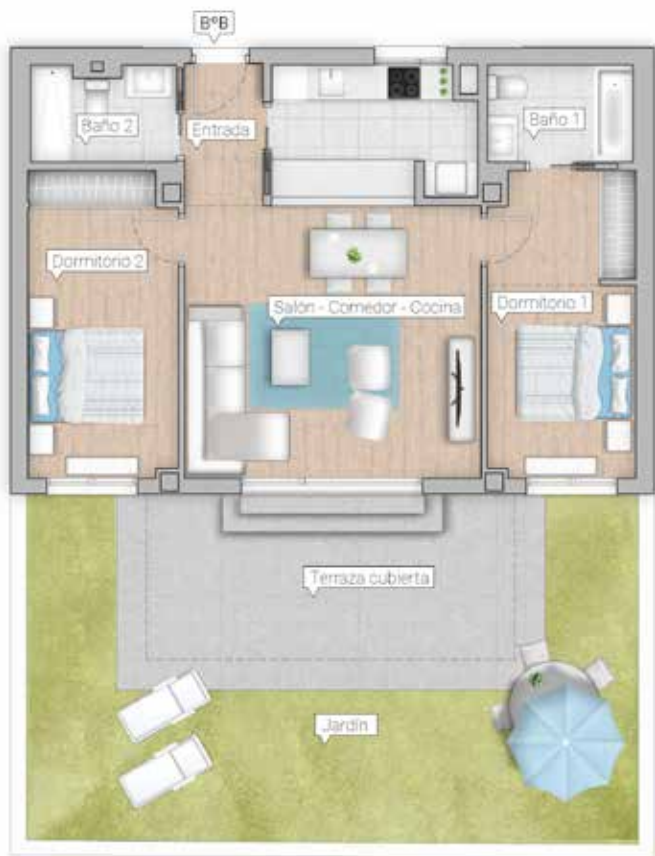 BºB
Baño 2
Entrada
Baño 1
Dormitorio 2
Salón - Comedor - Cocina
Dormitorio 1
Terraza cubierta
Jardín